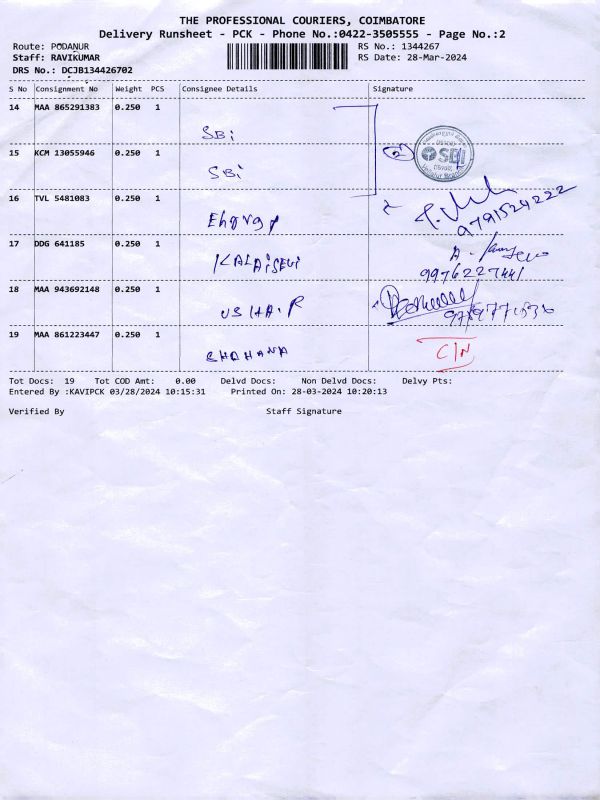 THE PROFESSIONAL COURIERS, COIMBATORE
Delivery Runsheet - PCK - Phone No.:0422-3505555 - Page No.:2
Route: PODANUR
RS No.: 1344267
Staff: RAVIKUMAR
RS Date: 28-Mar-2024
DRS No.: DCJB134426702
S No Consignment No Weight PCS Consignee Details Signature
14 MAA 865291383 0.250 1
SBi
15 KCM 13055946 0.250 1
SBi
2
SBI
16 TVL 5481083 0.250 1
9791524222
17 DDG 641185 0.250 1
KALAiSELVi
9976227441
18 MAA 943692148 0.250 1
USHA.R
19 MAA 861223447 0.250 1
SHAHANA
C/N
Tot Docs: 19 Tot COD Amt: 0.00 Delvd Docs: Non Delvd Docs: Delvy Pts:
Entered By :KAVIPCK 03/28/2024 10:15:31 Printed On: 28-03-2024 10:20:13
Verified By Staff Signature